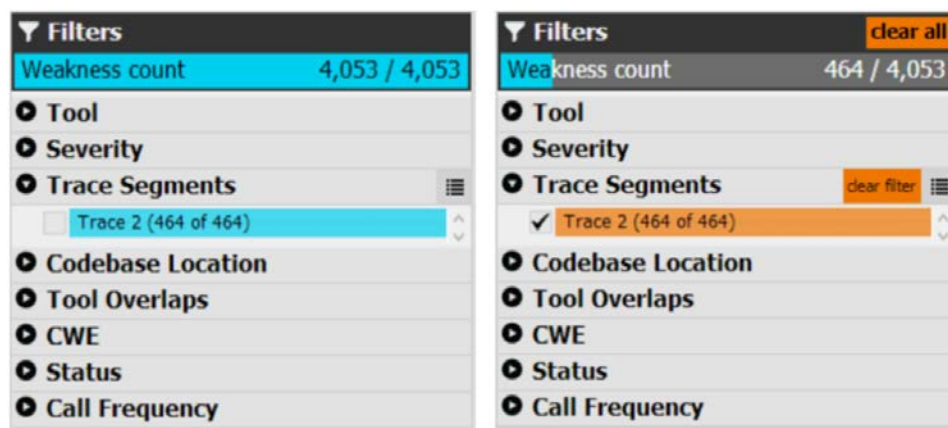 Filters
Weakness count 4,053 / 4,053
Tool
Severity
Trace Segments
Trace 2 (464 of 464)
Codebase Location
Tool Overlaps
CWE
Status
Call Frequency
Filters clear all
Weakness count 464 / 4,053
Tool
Severity
Trace Segments clear filter
Trace 2 (464 of 464)
Codebase Location
Tool Overlaps
CWE
Status
Call Frequency